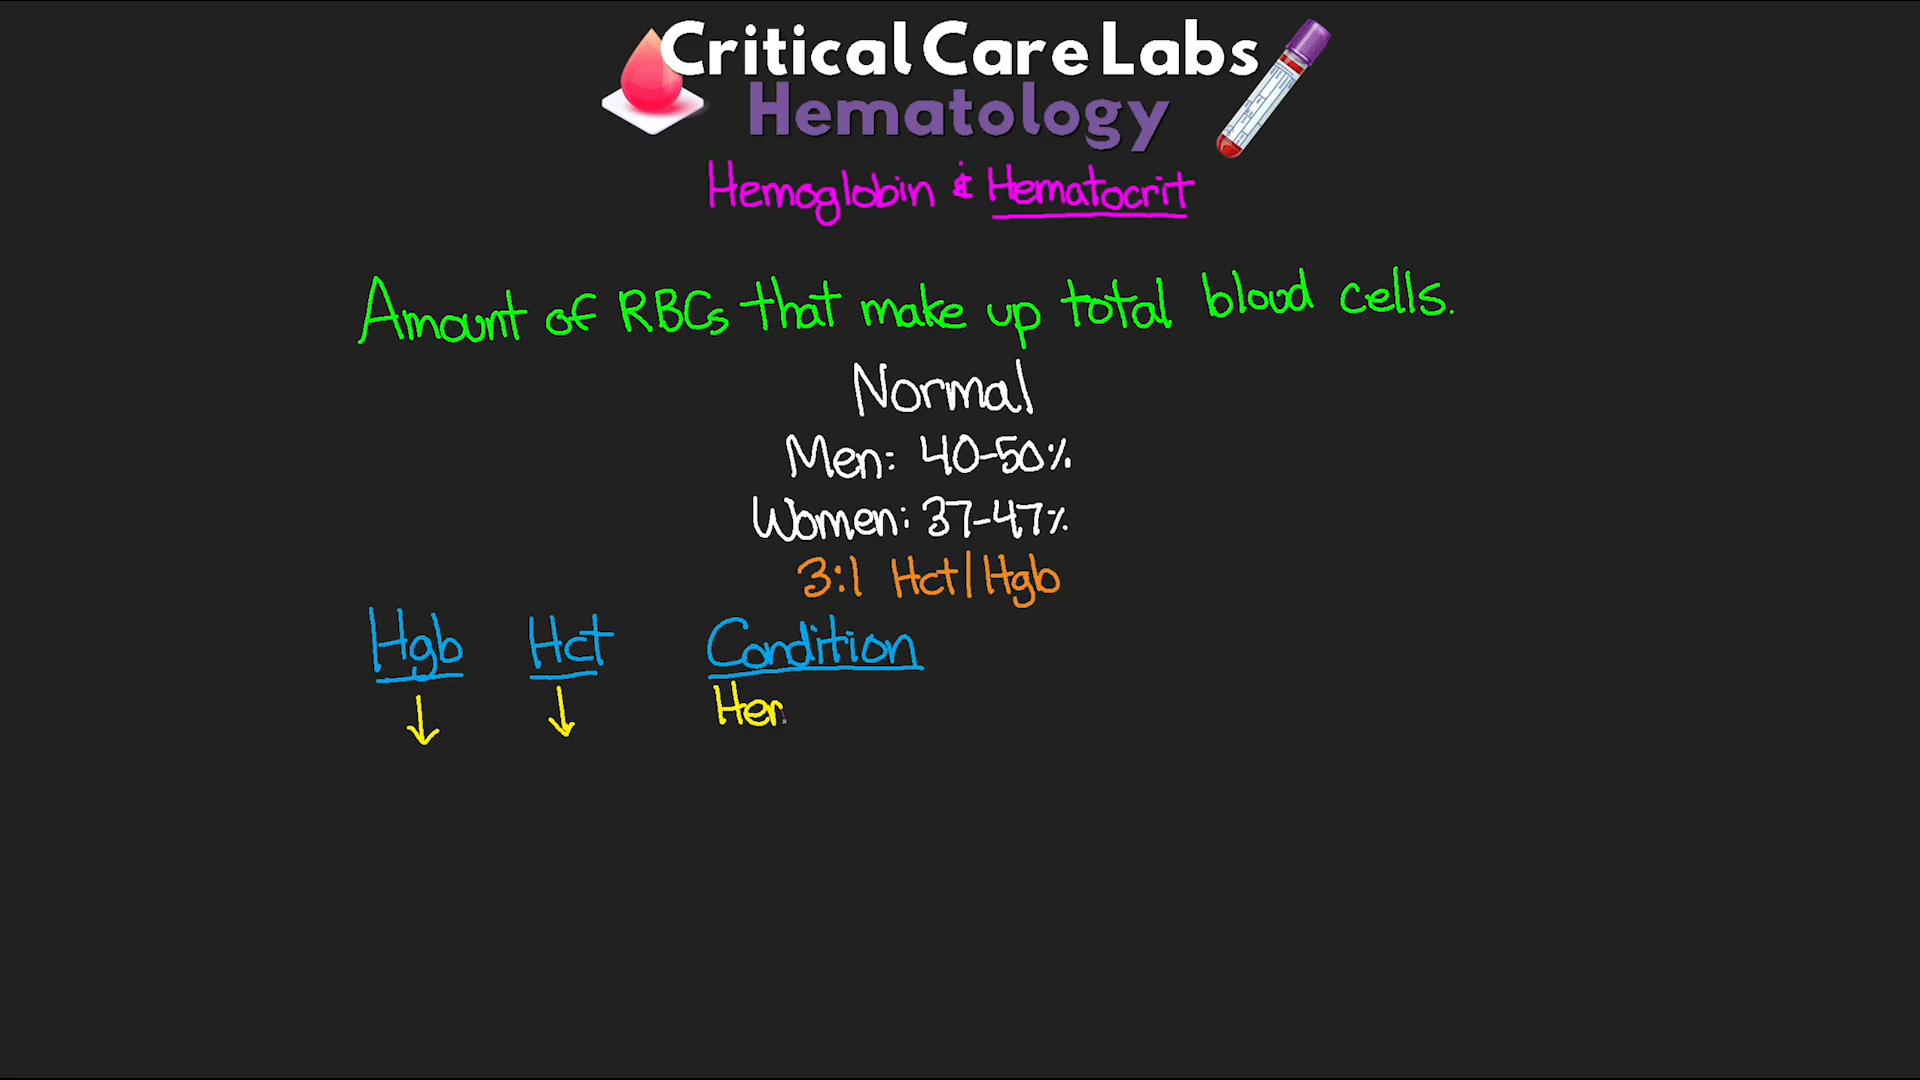 Critical Care Labs
Hematology
Hemoglobin & Hematocrit
Amount of RBCs that make up total blood cells.
Normal
Men: 40-50%
Women: 37-47%
3:1 Hct/Hgb
Hgb Hct Condition
↓ ↓ Her